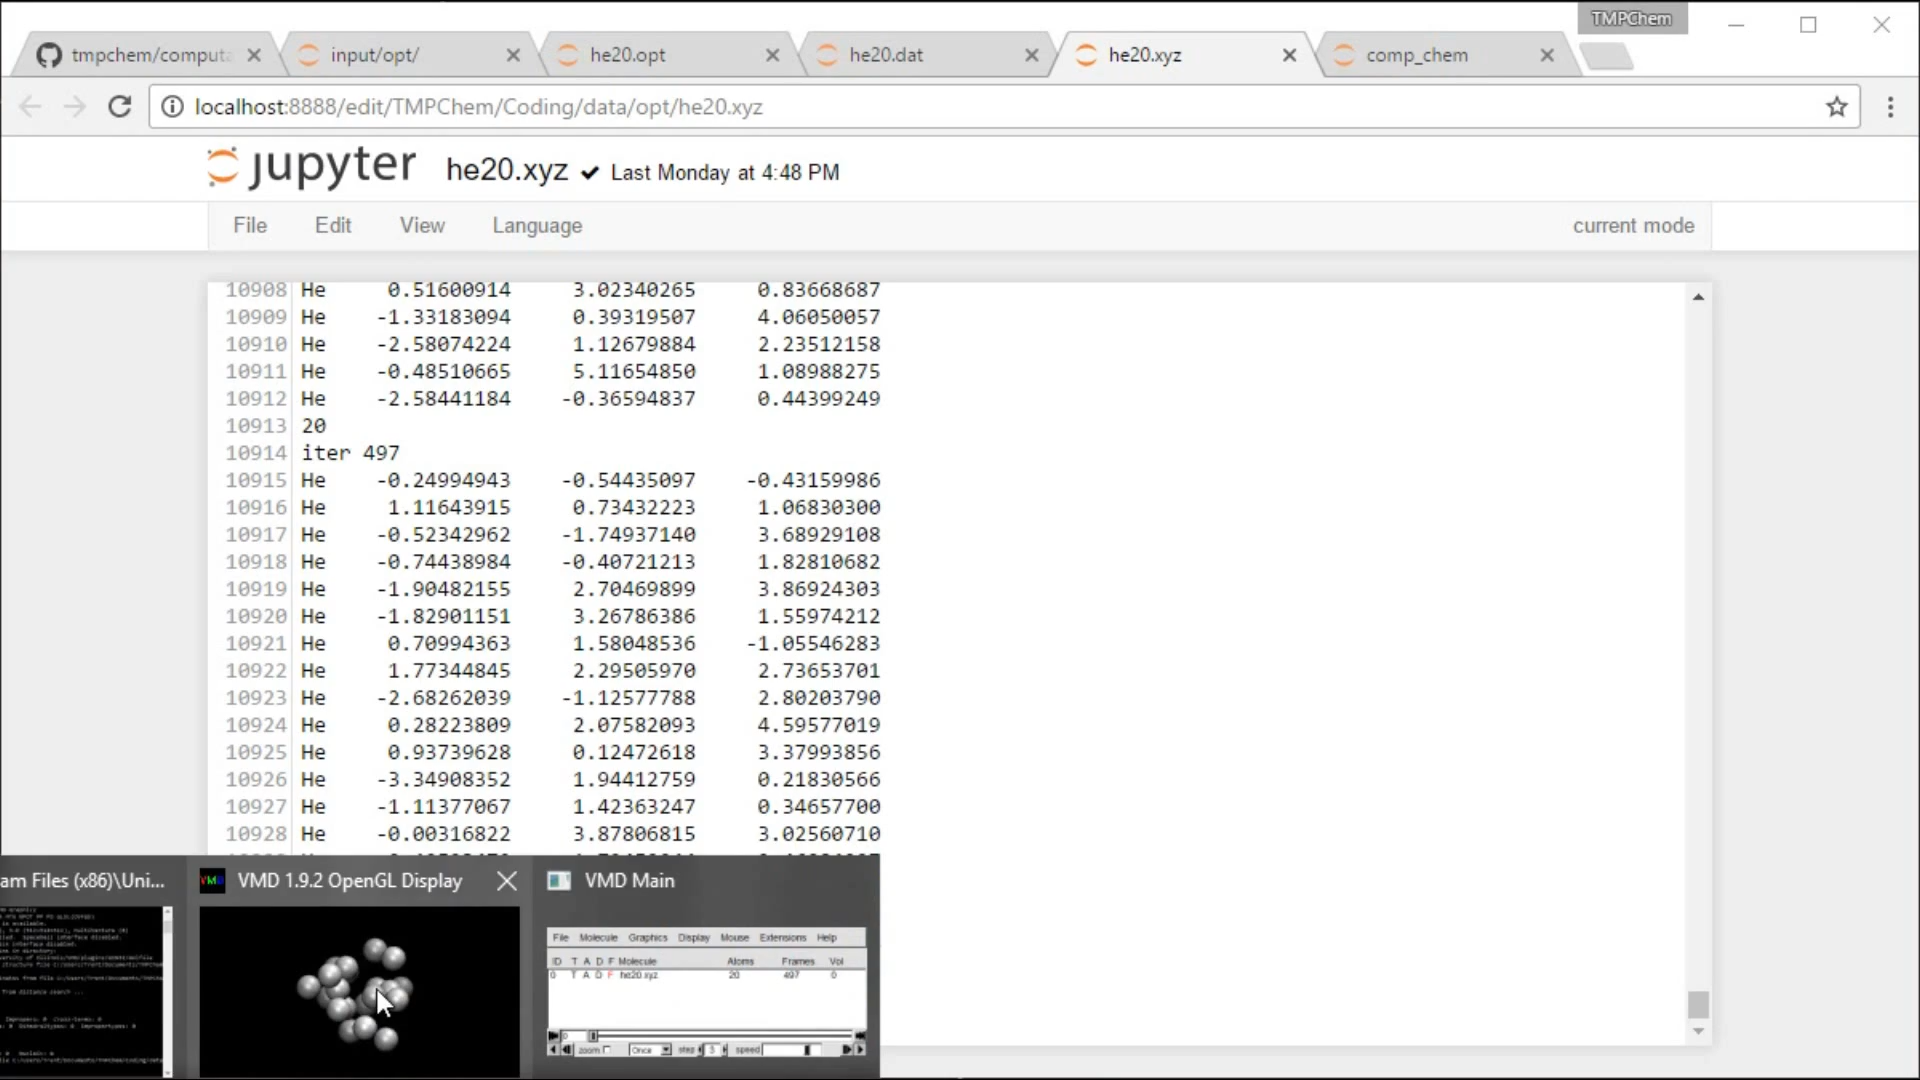 TMPChem
tmpchem/computa
input/opt/
he20.opt
he20.dat
he20.xyz
comp_chem
localhost:8888/edit/TMPChem/Coding/data/opt/he20.xyz
jupyter he20.xyz Last Monday at 4:48 PM
File Edit View Language current mode
10908 He 0.51600914 3.02340265 0.83668687
10909 He -1.33183094 0.39319507 4.06050057
10910 He -2.58074224 1.12679884 2.23512158
10911 He -0.48510665 5.11654850 1.08988275
10912 He -2.58441184 -0.36594837 0.44399249
10913 20
10914 iter 497
10915 He -0.24994943 -0.54435097 -0.43159986
10916 He 1.11643915 0.73432223 1.06830300
10917 He -0.52342962 -1.74937140 3.68929108
10918 He -0.74438984 -0.40721213 1.82810682
10919 He -1.90482155 2.70469899 3.86924303
10920 He -1.82901151 3.26786386 1.55974212
10921 He 0.70994363 1.58048536 -1.05546283
10922 He 1.77344845 2.29505970 2.73653701
10923 He -2.68262039 -1.12577788 2.80203790
10924 He 0.28223809 2.07582093 4.59577019
10925 He 0.93739628 0.12472618 3.37993856
10926 He -3.34908352 1.94412759 0.21830566
10927 He -1.11377067 1.42363247 0.34657700
10928 He -0.00316822 3.87806815 3.02560710
am Files (x86)\Uni...
VMD 1.9.2 OpenGL Display
VMD Main
File Molecule Graphics Display Mouse Extensions Help
ID T A D F Molecule Atoms Frames Vol
0 T A D F he20.xyz 20 497 0
0
zoom Once step 3 speed